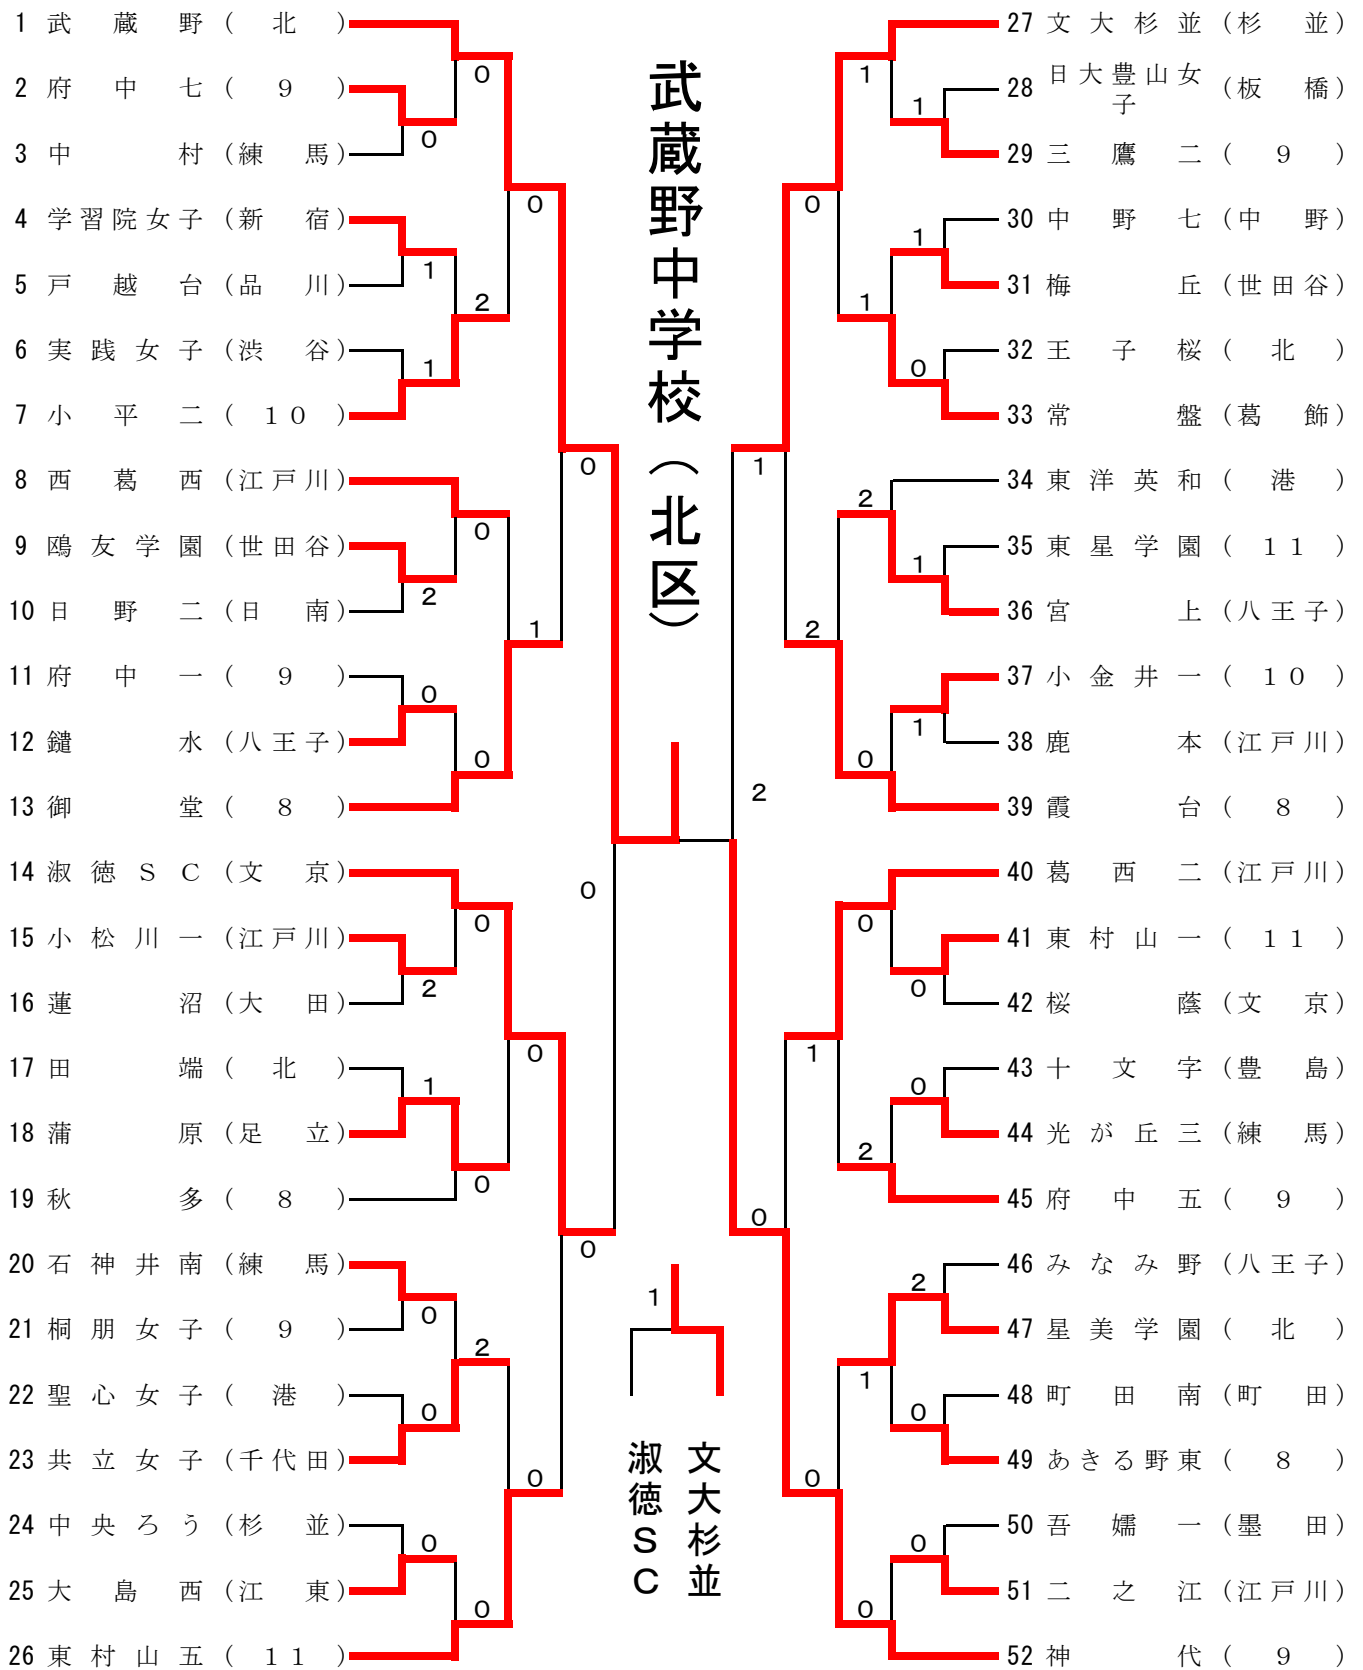 1 武蔵野 (北)
0
2 府中七 (9)
0
3 中村 (練馬)
0
4 学習院女子 (新宿)
1
5 戸越台 (品川)
2
6 実践女子 (渋谷)
1
7 小平二 (10)
0
8 西葛西 (江戸川)
0
9 鴎友学園 (世田谷)
2
10 日野二 (日南)
1
11 府中一 (9)
0
12 鑓水 (八王子)
0
13 御堂 (8)
0
14 淑徳SC (文京)
0
15 小松川一 (江戸川)
2
16 蓮沼 (大田)
0
17 田端 (北)
1
18 蒲原 (足立)
0
19 秋多 (8)
0
20 石神井南 (練馬)
0
21 桐朋女子 (9)
2
22 聖心女子 (港)
0
23 共立女子 (千代田)
0
24 中央ろう (杉並)
0
25 大島西 (江東)
0
26 東村山五 (11)
武蔵野中学校(北区)
2
1
淑徳SC
文大杉並
27 文大杉並 (杉並)
1
28 日大豊山女子 (板橋)
1
29 三鷹二 (9)
0
30 中野七 (中野)
1
31 梅丘 (世田谷)
1
32 王子桜 (北)
0
33 常盤 (葛飾)
1
34 東洋英和 (港)
2
35 東星学園 (11)
1
36 宮上 (八王子)
2
37 小金井一 (10)
1
38 鹿本 (江戸川)
0
39 霞台 (8)
40 葛西二 (江戸川)
0
41 東村山一 (11)
0
42 桜蔭 (文京)
1
43 十文字 (豊島)
0
44 光が丘三 (練馬)
2
45 府中五 (9)
0
46 みなみ野 (八王子)
2
47 星美学園 (北)
1
48 町田南 (町田)
0
49 あきる野東 (8)
0
50 吾嬬一 (墨田)
0
51 二之江 (江戸川)
0
52 神代 (9)